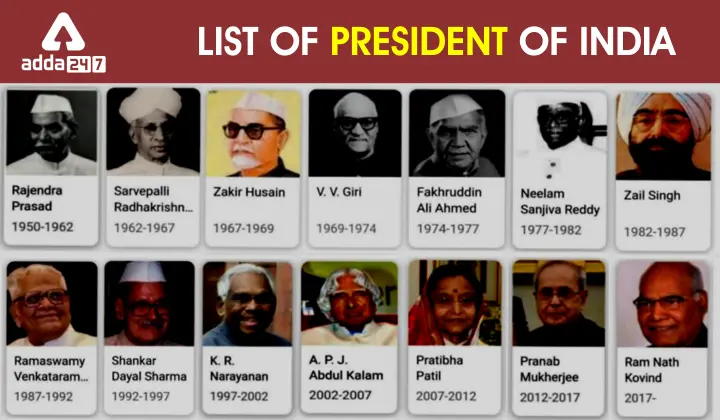 adda247
LIST OF PRESIDENT OF INDIA
Rajendra
Prasad
1950-1962
Sarvepalli
Radhakrishn...
1962-1967
Zakir Husain
1967-1969
V. V. Giri
1969-1974
Fakhruddin
Ali Ahmed
1974-1977
Neelam
Sanjiva Reddy
1977-1982
Zail Singh
1982-1987
Ramaswamy
Venkataram...
1987-1992
Shankar
Dayal Sharma
1992-1997
K. R.
Narayanan
1997-2002
A. P. J.
Abdul Kalam
2002-2007
Pratibha
Patil
2007-2012
Pranab
Mukherjee
2012-2017
Ram Nath
Kovind
2017-